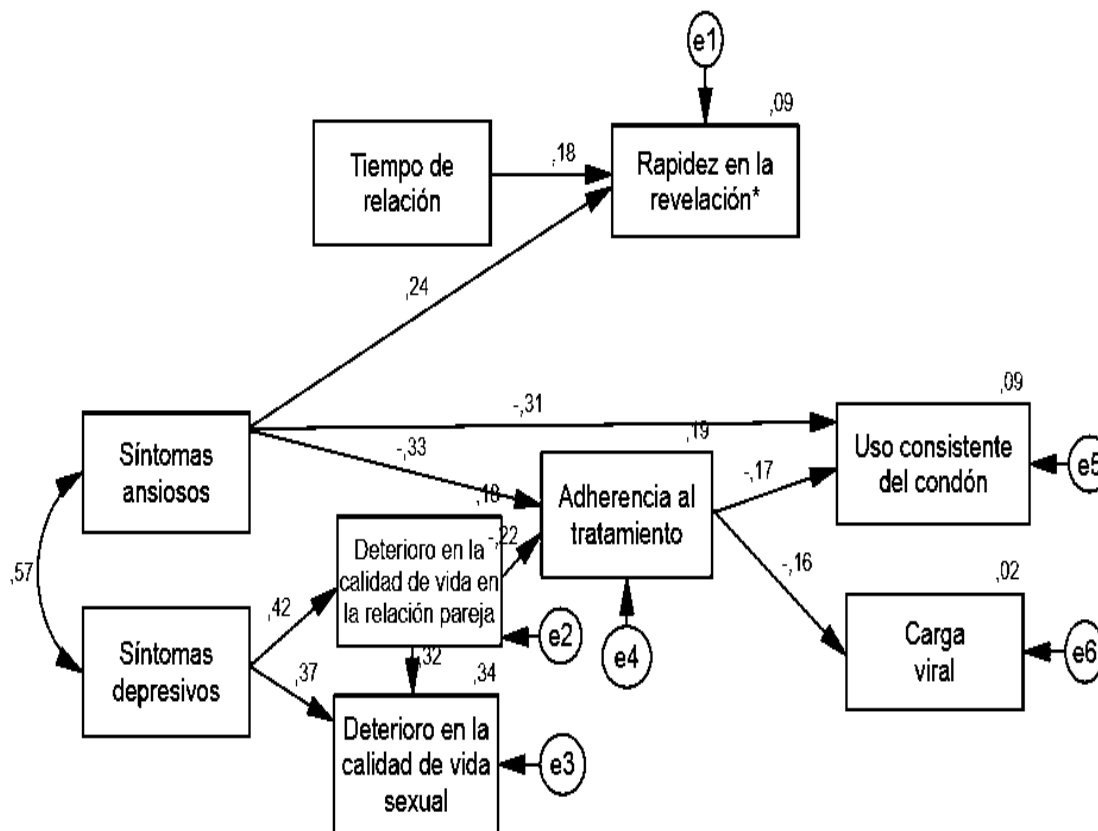 e1
,09
Tiempo de
relación
,18
Rapidez en la
revelación*
,24
-,31
,09
Síntomas
ansiosos
-,33
,19
Uso consistente
del condón
e5
,18
Adherencia al
tratamiento
-,17
Deterioro en la
calidad de vida en
la relación pareja
-,22
,57
,42
-,16
,02
Síntomas
depresivos
e2
e4
Carga
viral
e6
,37
,32
,34
Deterioro en la
calidad de vida
sexual
e3